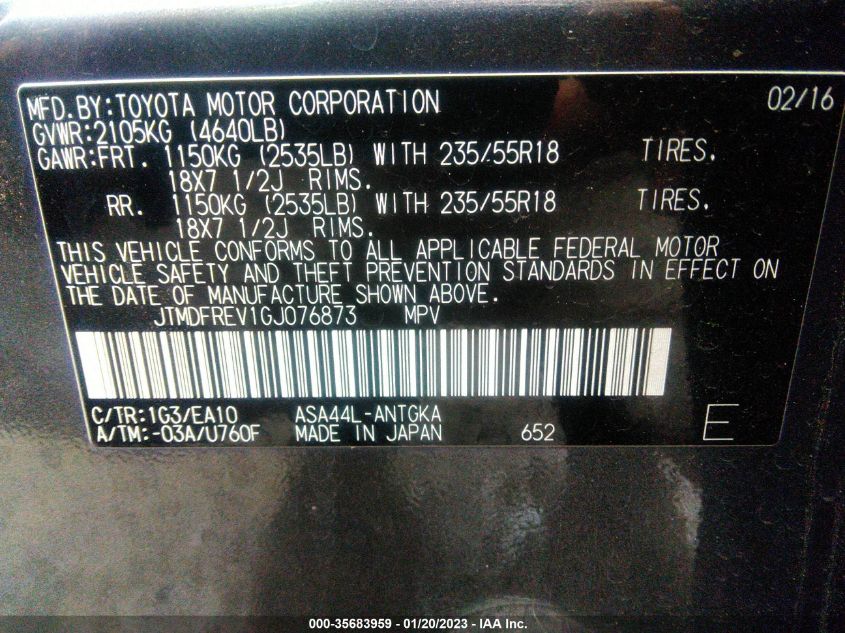 MFD.BY:TOYOTA MOTOR CORPORATION 02/16
GVWR:2105KG (4640LB)
GAWR:FRT. 1150KG (2535LB) WITH 235/55R18 TIRES.
18X7 1/2J RIMS.
RR. 1150KG (2535LB) WITH 235/55R18 TIRES.
18X7 1/2J RIMS.
THIS VEHICLE CONFORMS TO ALL APPLICABLE FEDERAL MOTOR
VEHICLE SAFETY AND THEFT PREVENTION STANDARDS IN EFFECT ON
THE DATE OF MANUFACTURE SHOWN ABOVE.
JTMDFREV1GJ076873 MPV
C/TR:1G3/EA10 ASA44L-ANTGKA
A/TM:-03A/U760F MADE IN JAPAN 652 E
000-35683959 - 01/20/2023 - IAA Inc.